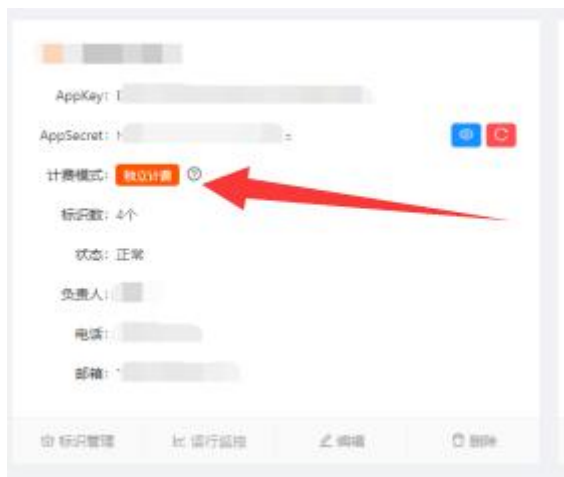 AppKey:
AppSecret:
计费模式: 独立计费
标识数: 4个
状态: 正常
负责人:
电话:
邮箱:
标识管理 运行监控 编辑 删除